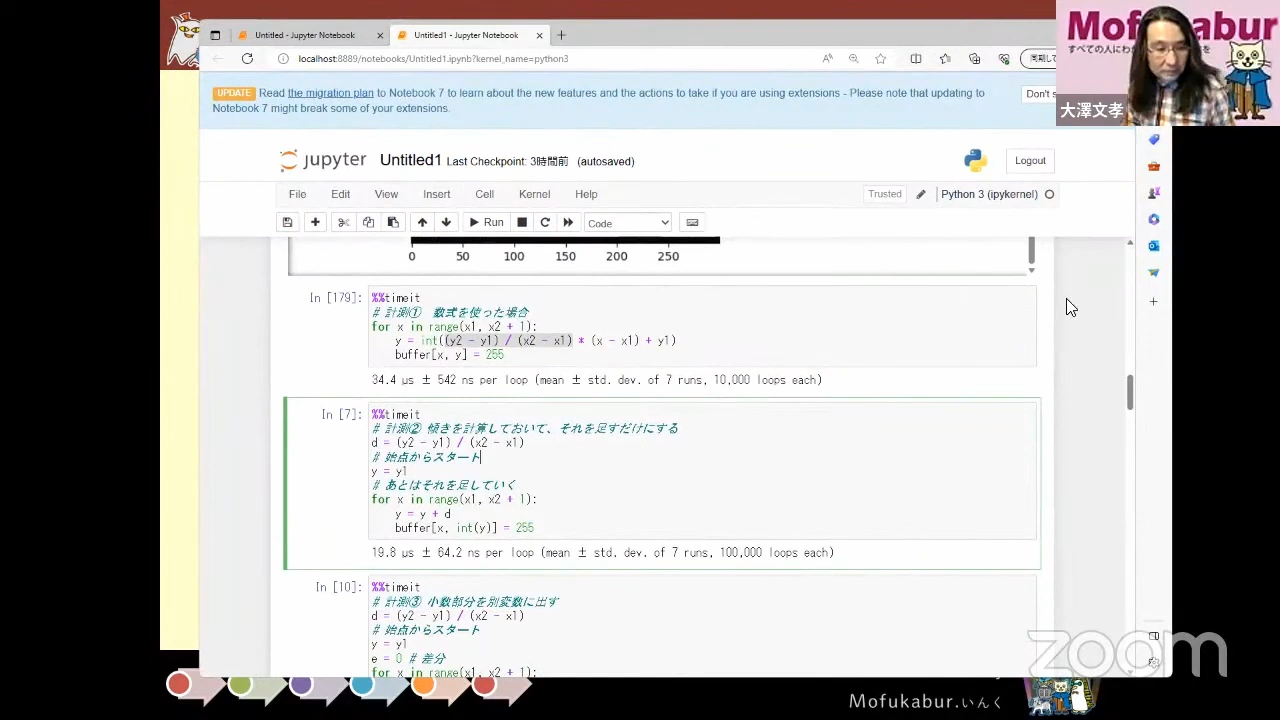 Untitled - Jupyter Notebook
Untitled1 - Jupyter Notebook
localhost:8888/notebooks/Untitled1.ipynb?kernel_name=python3
UPDATE Read the migration plan to Notebook 7 to learn about the new features and the actions to take if you are using extensions - Please note that updating to
Notebook 7 might break some of your extensions.
Don't
大澤文孝
jupyter Untitled1 Last Checkpoint: 3時間前 (autosaved)
Logout
File Edit View Insert Cell Kernel Help
Trusted
Python 3 (ipykernel)
Run
Code
0 50 100 150 200 250
In [179]: %%timeit
# 計測① 数式を使った場合
for x in range(x1, x2 + 1):
y = int((y2 - y1) / (x2 - x1) * (x - x1) + y1)
buffer[x, y] = 255
34.4 µs ± 542 ns per loop (mean ± std. dev. of 7 runs, 10,000 loops each)
In [7]: %%timeit
# 計測② 傾きを計算しておいて、それを足すだけにする
d = (y2 - y1) / (x2 - x1)
# 始点からスタート
y = y1
# あとはそれを足していく
for x in range(x1, x2 + 1):
y = y + d
buffer[x, int(y)] = 255
19.8 µs ± 64.2 ns per loop (mean ± std. dev. of 7 runs, 100,000 loops each)
In [10]: %%timeit
# 計測③ 小数部分を別変数に出す
d = (y2 - y1) / (x2 - x1)
# 始点からスタート
y = y1
e = 0 # 差分
for x in range(x1, x2 + 1):
zoom
Mofukabur.いんく